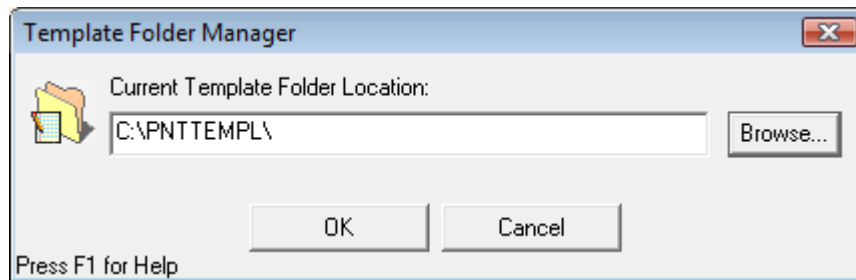 Template Folder Manager
Current Template Folder Location:
C:\PNTTEMPL\
Browse...
OK
Cancel
Press F1 for Help